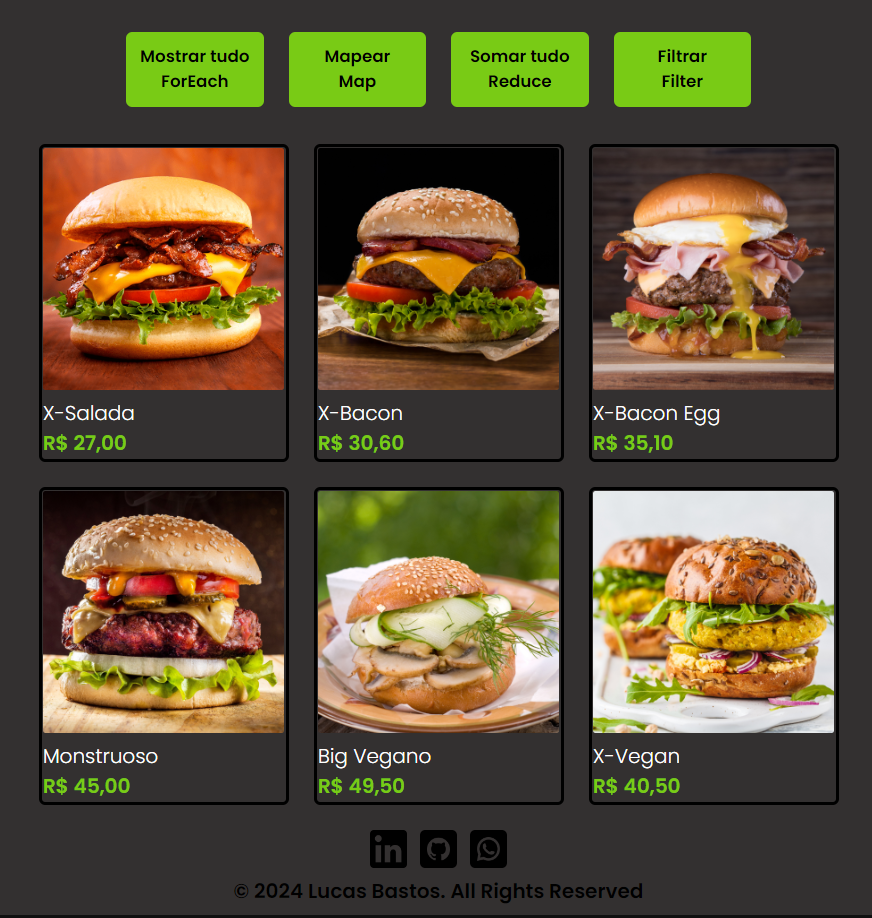 Mostrar tudo
ForEach
Mapear
Map
Somar tudo
Reduce
Filtrar
Filter
X-Salada
R$ 27,00
X-Bacon
R$ 30,60
X-Bacon Egg
R$ 35,10
Monstruoso
R$ 45,00
Big Vegano
R$ 49,50
X-Vegan
R$ 40,50
in
© 2024 Lucas Bastos. All Rights Reserved